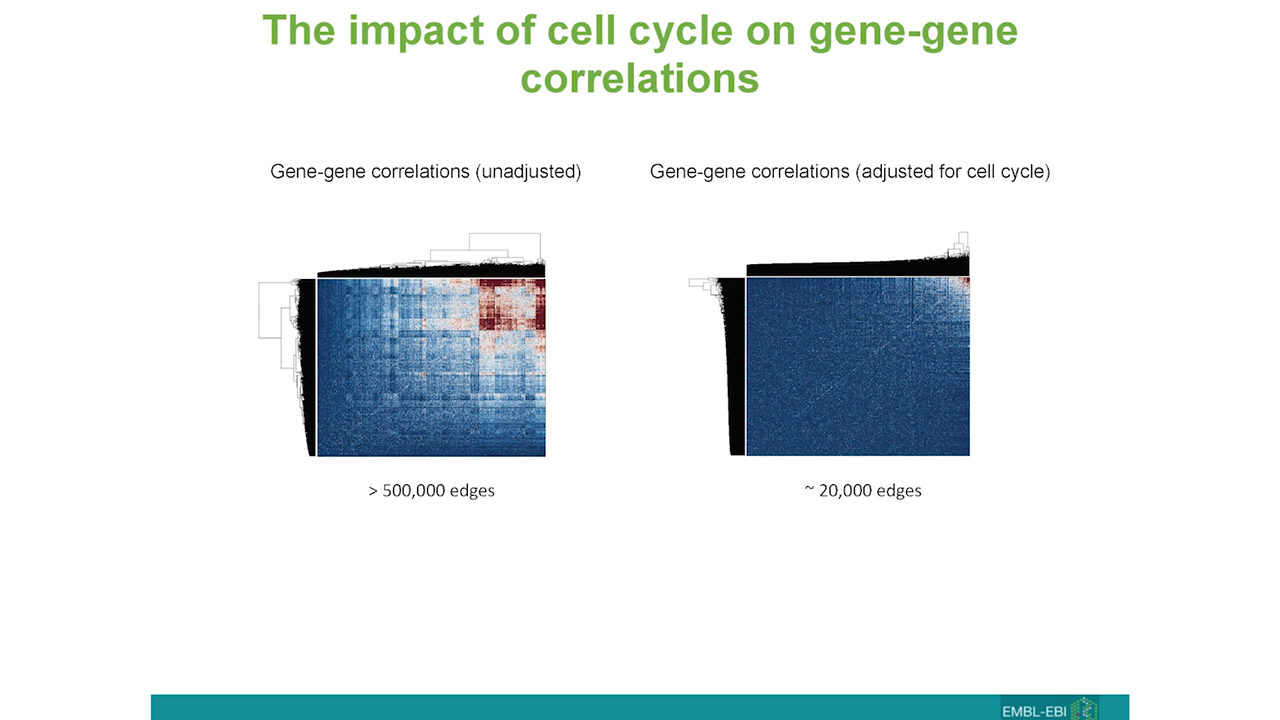 The impact of cell cycle on gene-gene
correlations
Gene-gene correlations (unadjusted)
Gene-gene correlations (adjusted for cell cycle)
> 500,000 edges
~ 20,000 edges
EMBL-EBI